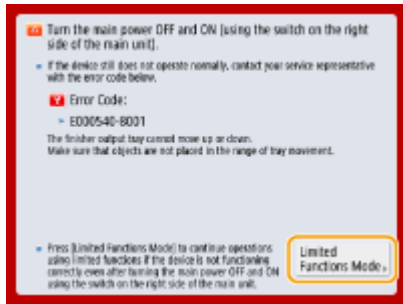 Turn the main power OFF and ON [using the switch on the right
side of the main unit].
If the device still does not operate normally, contact your service representative
with the error code below.
Error Code:
E000540-8001
The finisher output tray cannot move up or down.
Make sure that objects are not placed in the range of tray movement.
Press [Limited Functions Mode] to continue operations
using limited functions if the device is not functioning
correctly even after turning the main power OFF and ON
using the switch on the right side of the main unit.
Limited
Functions Mode